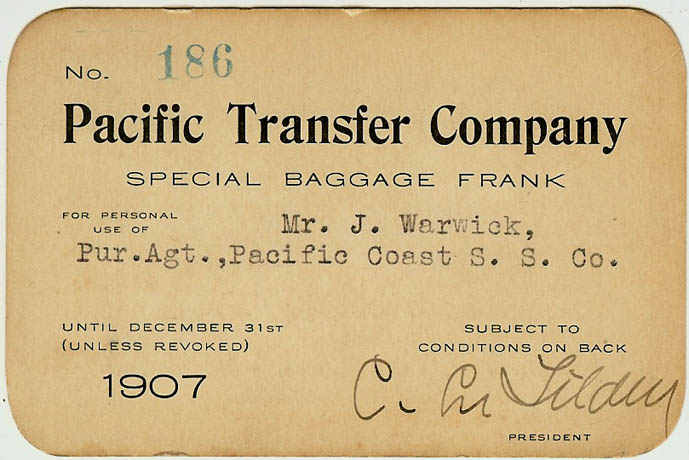 No. 186
Pacific Transfer Company
SPECIAL BAGGAGE FRANK
FOR PERSONAL USE OF Mr. J. Warwick,
Pur.Agt.,Pacific Coast S. S. Co.
UNTIL DECEMBER 31ST
(UNLESS REVOKED)
1907
SUBJECT TO
CONDITIONS ON BACK
C. Tilden
PRESIDENT